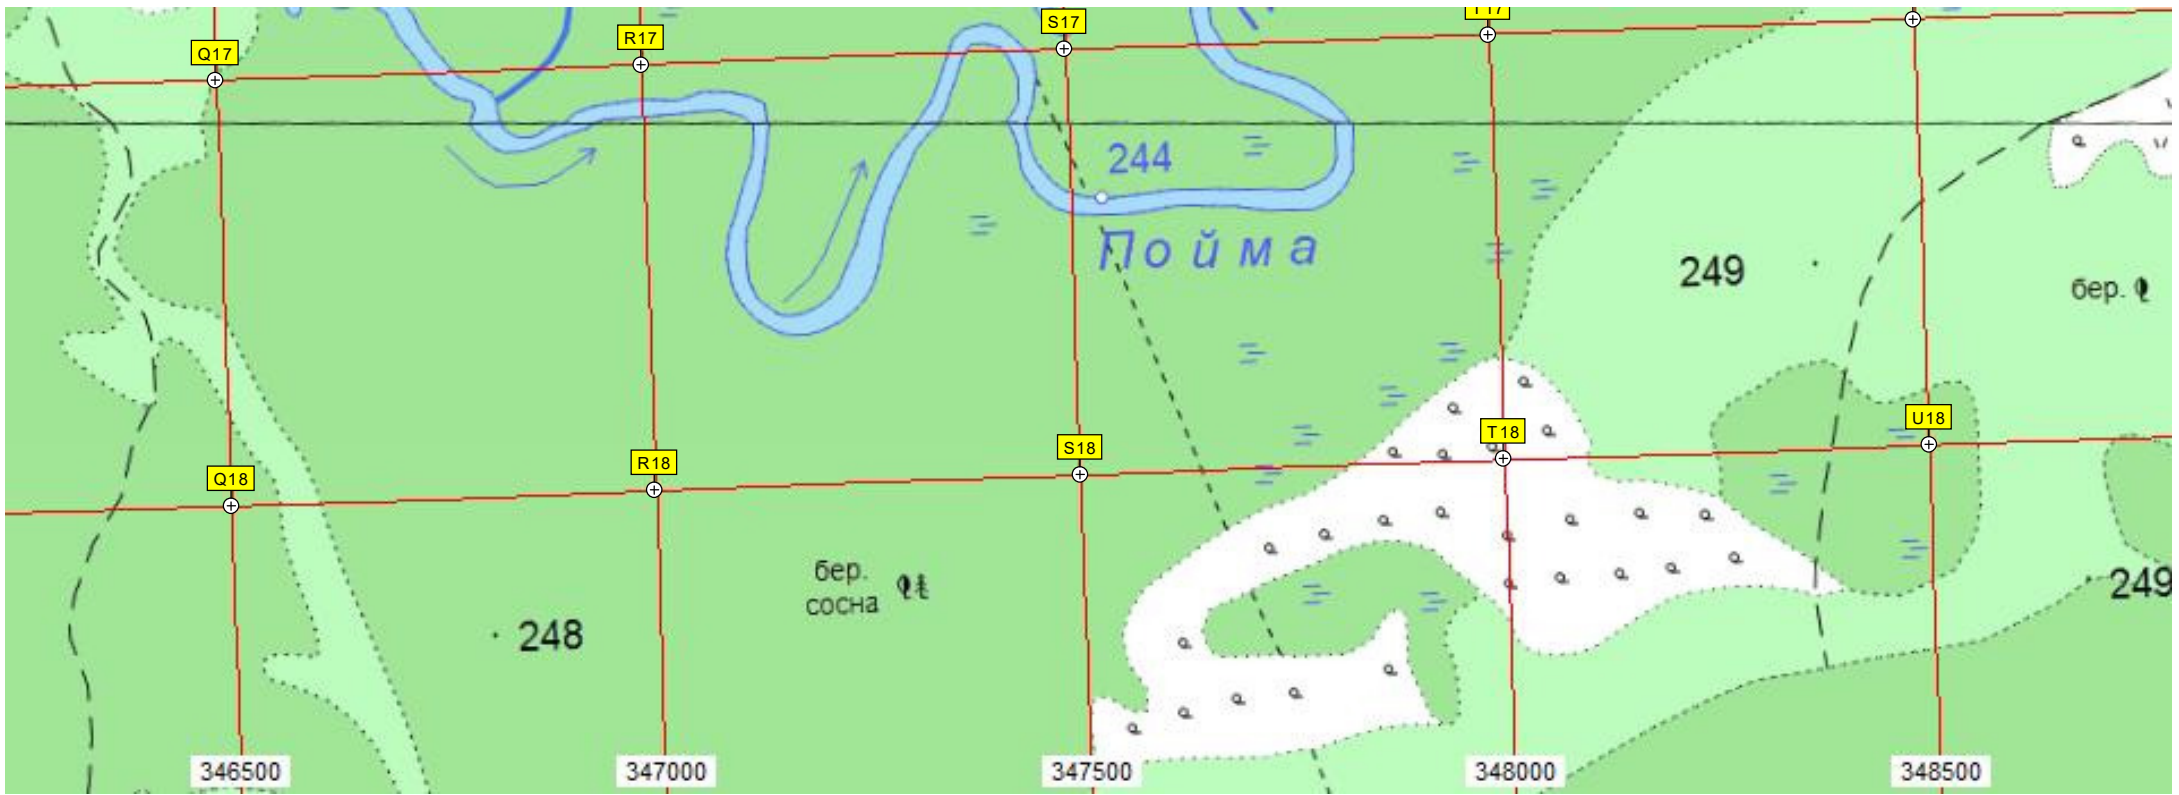 T17
S17
R17
Q17
244
Пойма
249
бер.
U18
T18
S18
R18
Q18
бер.
сосна
249
248
346500
347000
347500
348000
348500